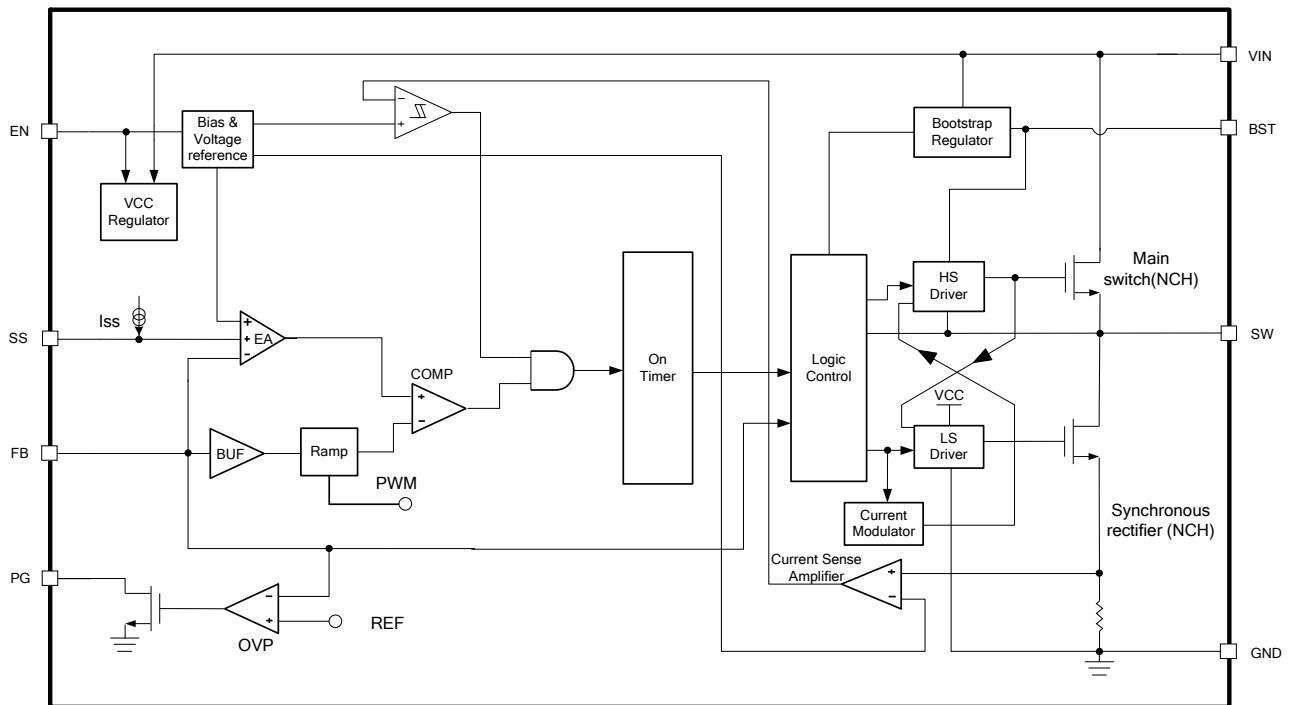 VIN
EN
Bias &
Voltage
reference
-
+
Bootstrap
Regulator
BST
VCC
Regulator
HS
Driver
Main
switch(NCH)
On
Timer
Logic
Control
Iss
SS
+
+
-
EA
SW
COMP
+
-
VCC
LS
Driver
FB
BUF
Ramp
PWM
Current
Modulator
Synchronous
rectifier (NCH)
Current Sense
Amplifier
+
-
PG
-
+
REF
OVP
GND